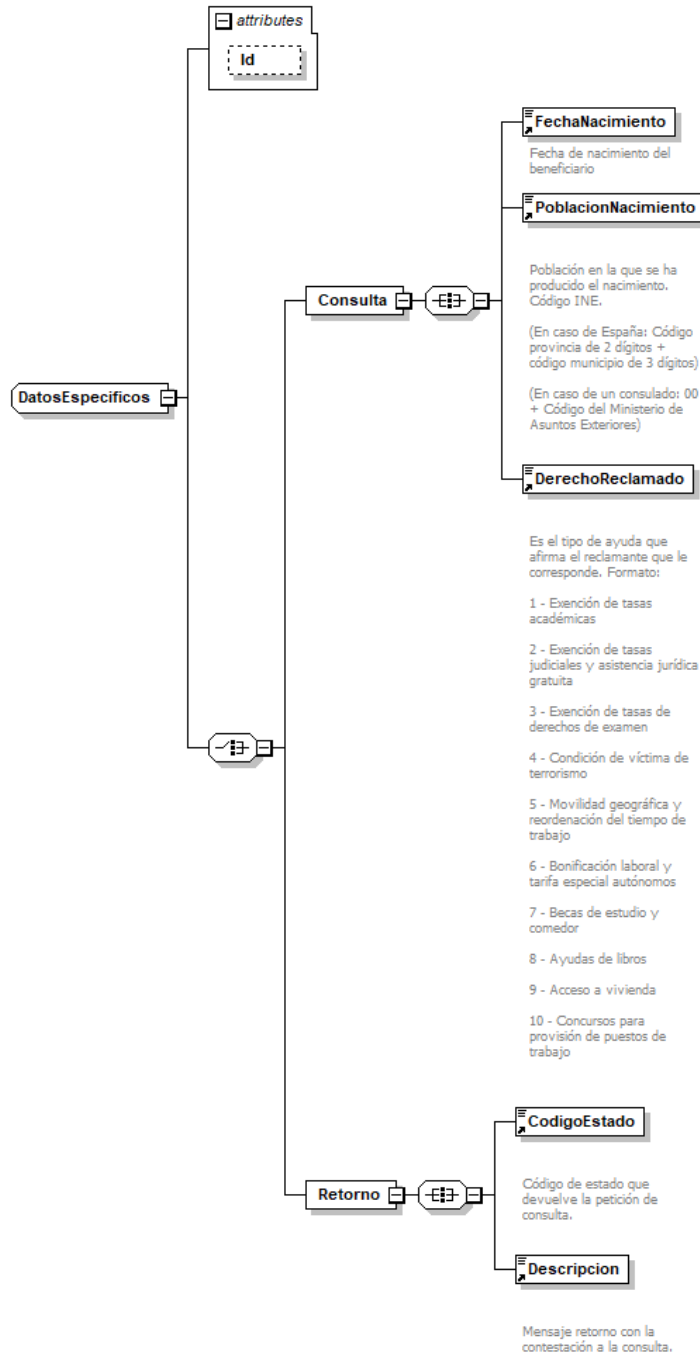 attributes
Id
FechaNacimiento
Fecha de nacimiento del
beneficiario
PoblacionNacimiento
Población en la que se ha
producido el nacimiento.
Código INE.
(En caso de España: Código
provincia de 2 dígitos +
código municipio de 3 dígitos)
(En caso de un consulado: 00
+ Código del Ministerio de
Asuntos Exteriores)
Consulta
DatosEspecificos
DerechoReclamado
Es el tipo de ayuda que
afirma el reclamante que le
corresponde. Formato:
1 - Exención de tasas
académicas
2 - Exención de tasas
judiciales y asistencia jurídica
gratuita
3 - Exención de tasas de
derechos de examen
4 - Condición de víctima de
terrorismo
5 - Movilidad geográfica y
reordenación del tiempo de
trabajo
6 - Bonificación laboral y
tarifa especial autónomos
7 - Becas de estudio y
comedor
8 - Ayudas de libros
9 - Acceso a vivienda
10 - Concursos para
provisión de puestos de
trabajo
Retorno
CodigoEstado
Código de estado que
devuelve la petición de
consulta.
Descripcion
Mensaje retorno con la
contestación a la consulta.